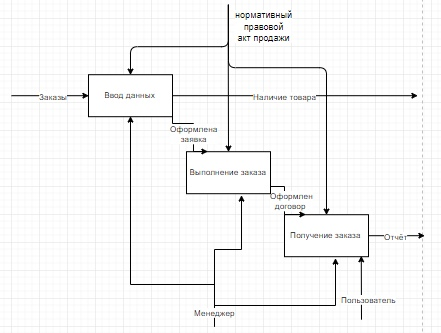 нормативный
правовой
акт продажи
Заказы
Ввод данных
Наличие товара
Оформлена
заявка
Выполнение заказа
Оформлен
договор
Получение заказа
Отчёт
Пользователь
Менеджер